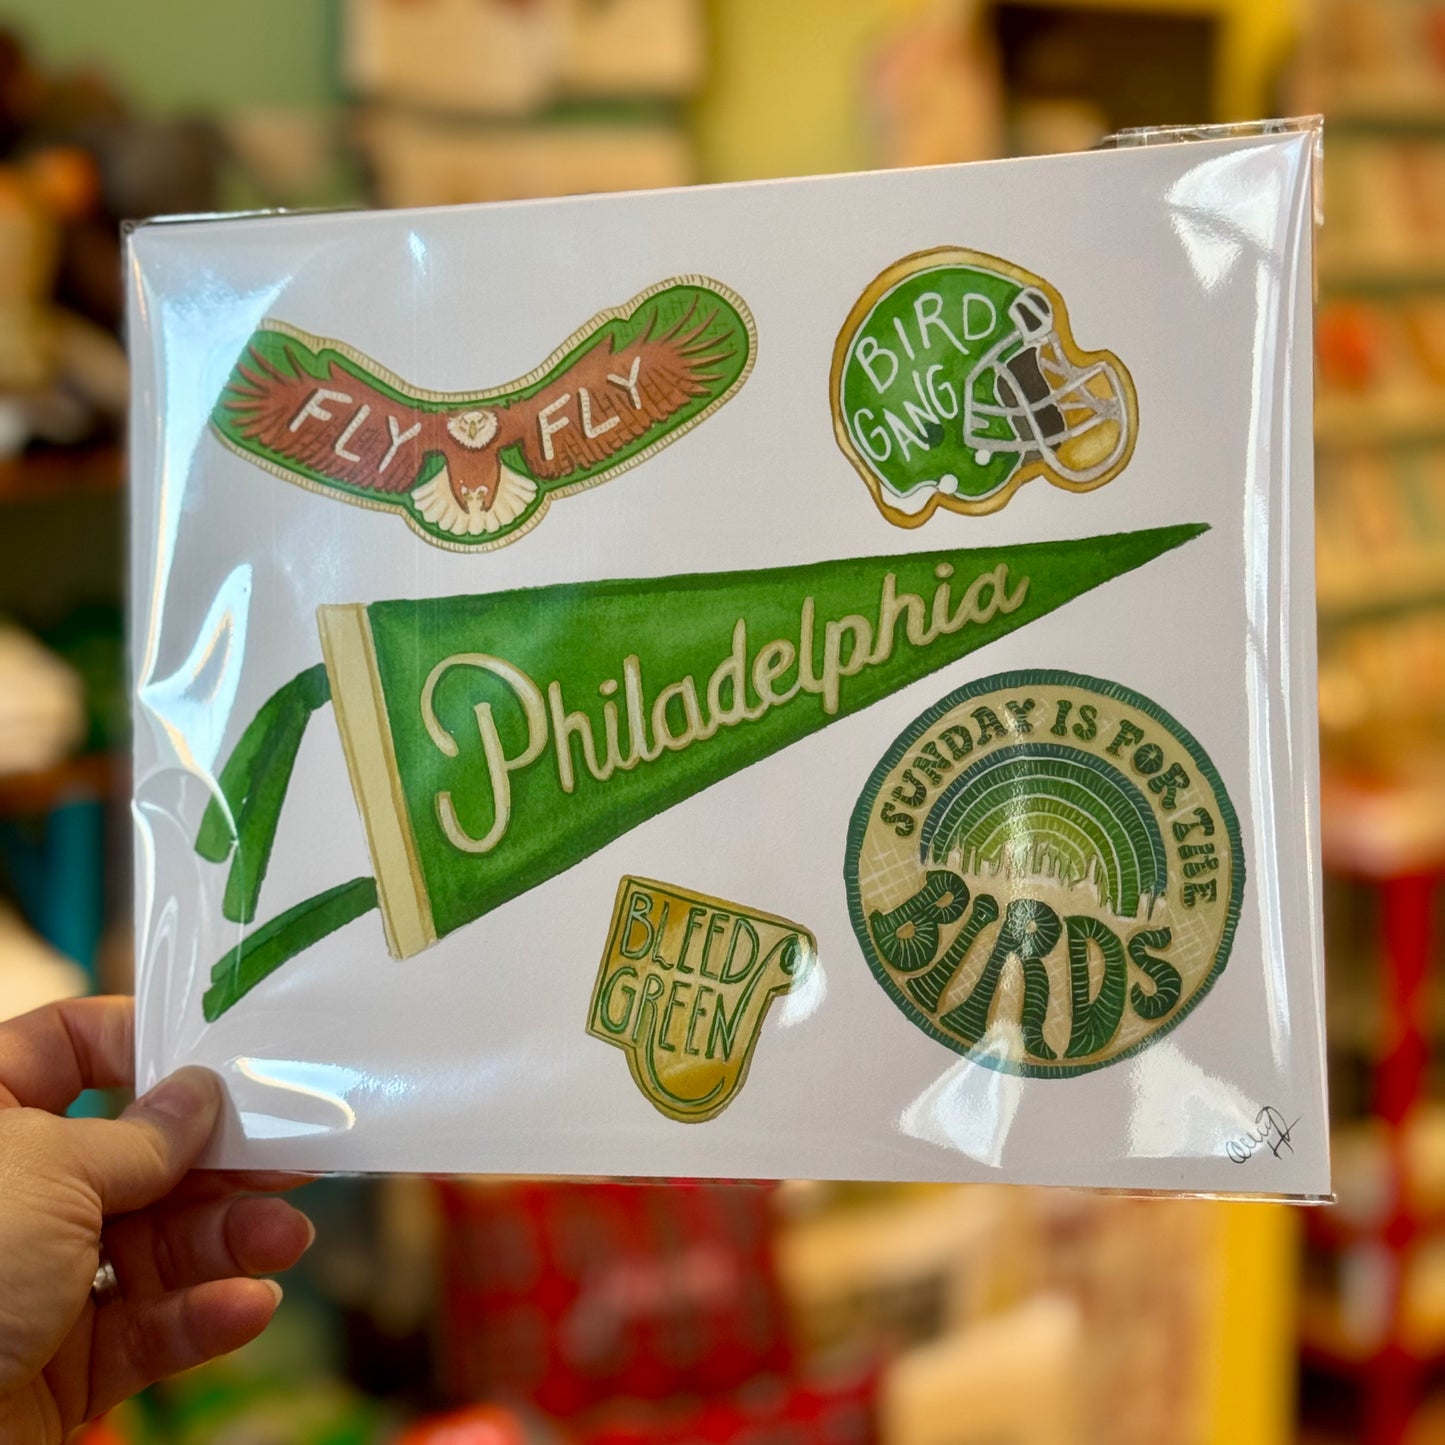 FLY FLY
BIRD
GANG
Philadelphia
SUNDAY IS FOR THE
BIRDS
BLEED
GREEN